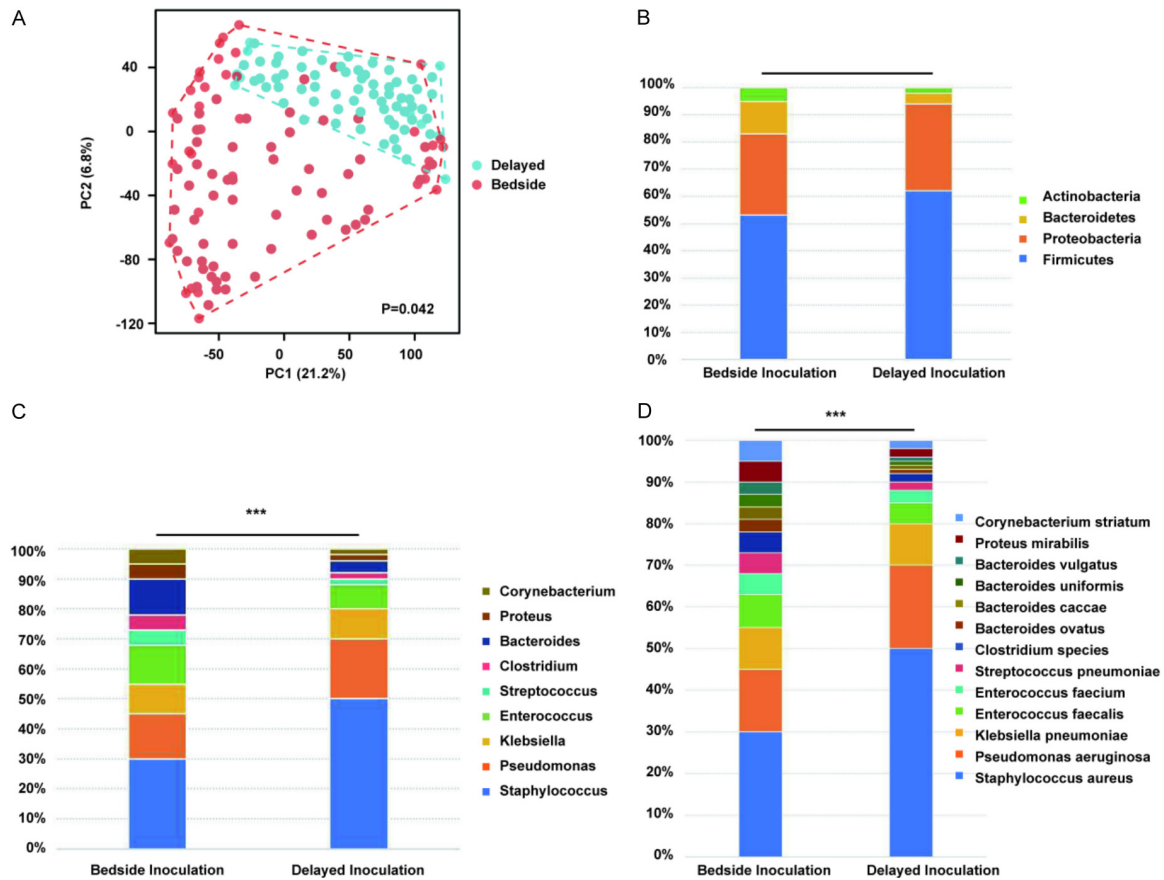 A
40
0
-40
-80
-120
PC2 (6.8%)
-50
0
50
100
PC1 (21.2%)
P=0.042
Delayed
Bedside
B
100%
90%
80%
70%
60%
50%
40%
30%
20%
10%
0%
Bedside Inoculation
Delayed Inoculation
Actinobacteria
Bacteroidetes
Proteobacteria
Firmicutes
C
***
100%
90%
80%
70%
60%
50%
40%
30%
20%
10%
0%
Bedside Inoculation
Delayed Inoculation
Corynebacterium
Proteus
Bacteroides
Clostridium
Streptococcus
Enterococcus
Klebsiella
Pseudomonas
Staphylococcus
D
***
100%
90%
80%
70%
60%
50%
40%
30%
20%
10%
0%
Bedside Inoculation
Delayed Inoculation
Corynebacterium striatum
Proteus mirabilis
Bacteroides vulgatus
Bacteroides uniformis
Bacteroides caccae
Bacteroides ovatus
Clostridium species
Streptococcus pneumoniae
Enterococcus faecium
Enterococcus faecalis
Klebsiella pneumoniae
Pseudomonas aeruginosa
Staphylococcus aureus